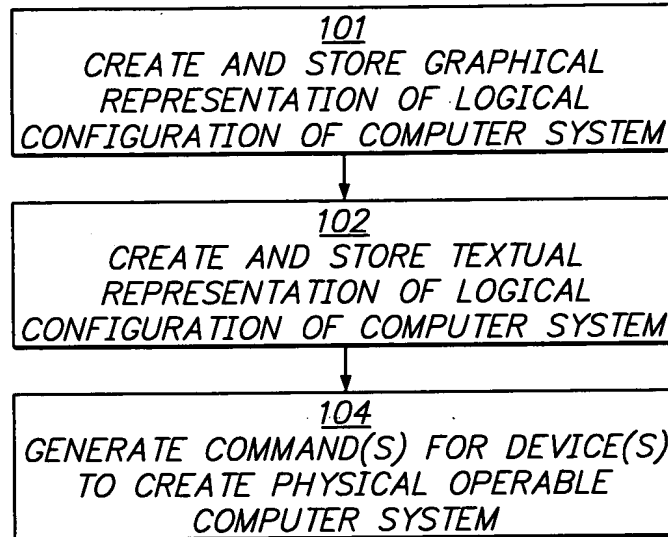 101
CREATE AND STORE GRAPHICAL
REPRESENTATION OF LOGICAL
CONFIGURATION OF COMPUTER SYSTEM
102
CREATE AND STORE TEXTUAL
REPRESENTATION OF LOGICAL
CONFIGURATION OF COMPUTER SYSTEM
104
GENERATE COMMAND(S) FOR DEVICE(S)
TO CREATE PHYSICAL OPERABLE
COMPUTER SYSTEM